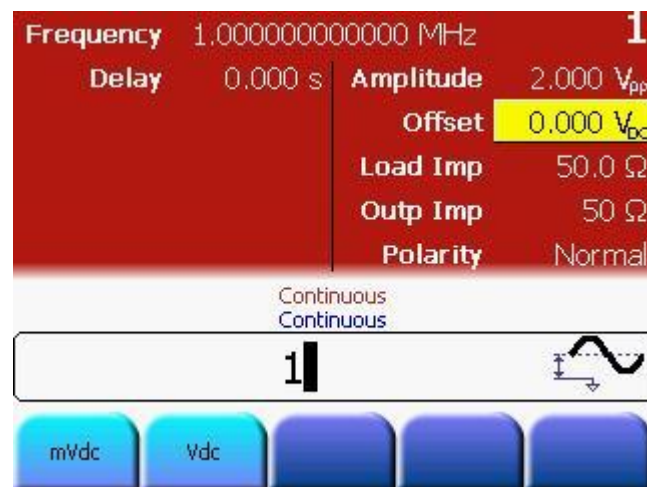 Frequency 1.000000000000 MHz 1
Delay 0.000 s Amplitude 2.000 Vpp
Offset 0.000 VDC
Load Imp 50.0 Ω
Outp Imp 50 Ω
Polarity Normal
Continuous
Continuous
1
mVdc Vdc